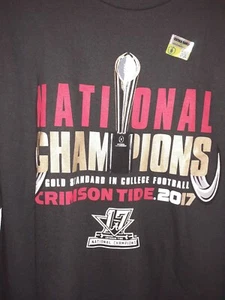 NATIONAL
CHAMPIONS
GOLD STANDARD IN COLLEGE FOOTBALL
CRIMSON TIDE.2017
17
NATIONAL CHAMPIONS